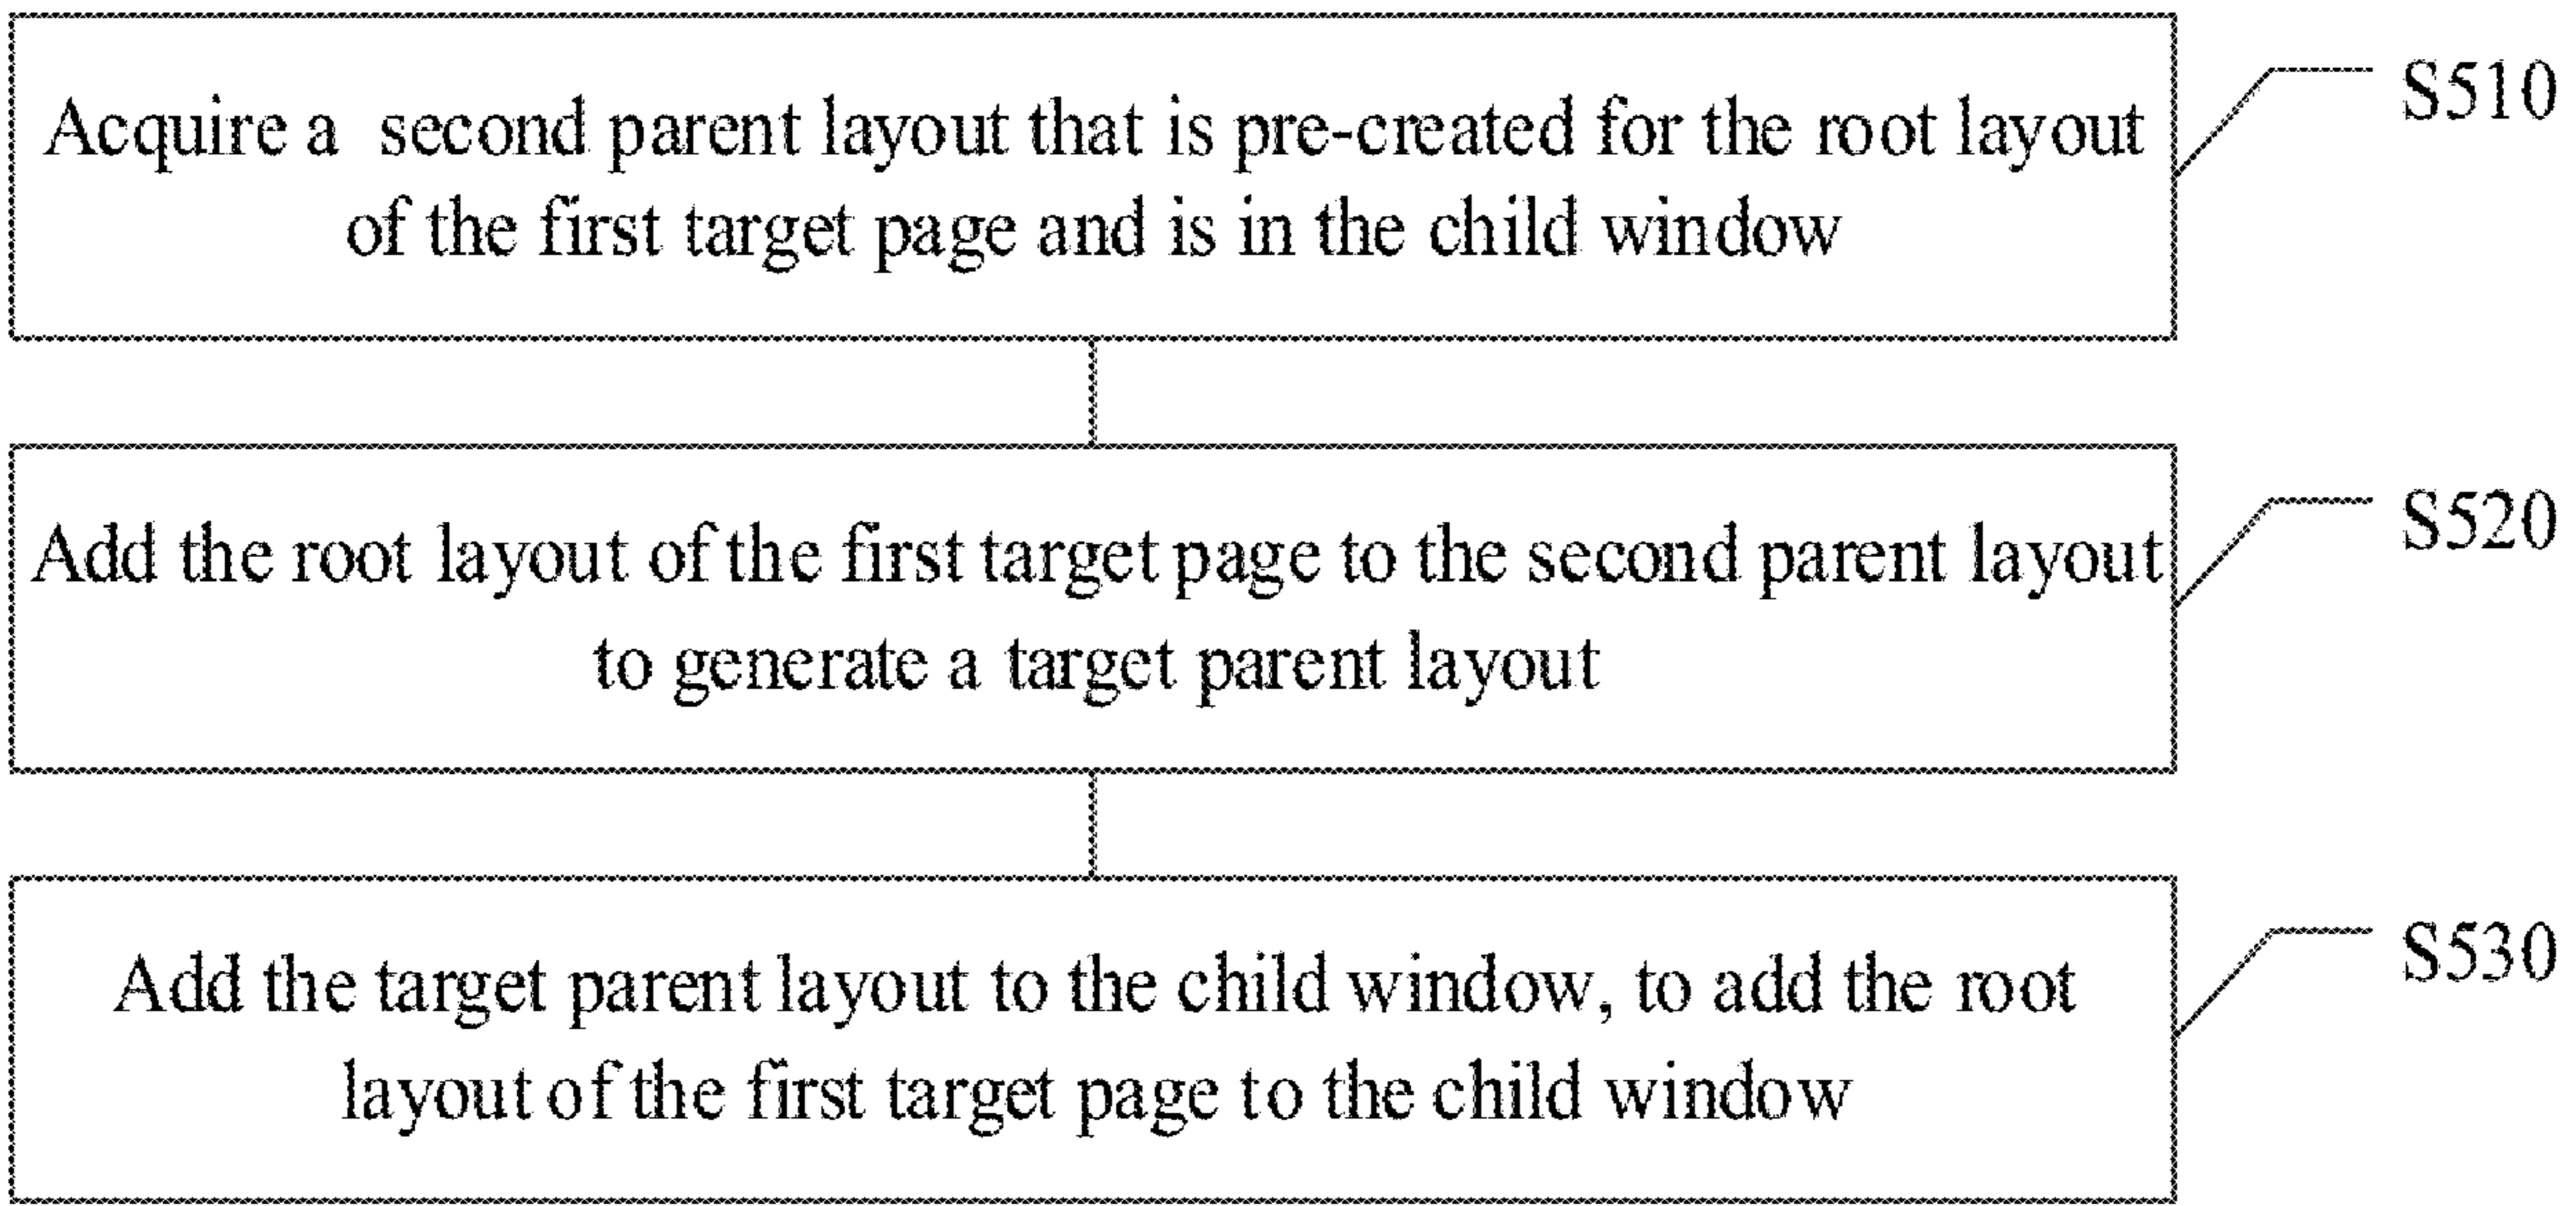 Acquire a second parent layout that is pre-created for the root layout
of the first target page and is in the child window
S510
Add the root layout of the first target page to the second parent layout
to generate a target parent layout
S520
Add the target parent layout to the child window, to add the root
layout of the first target page to the child window
S530